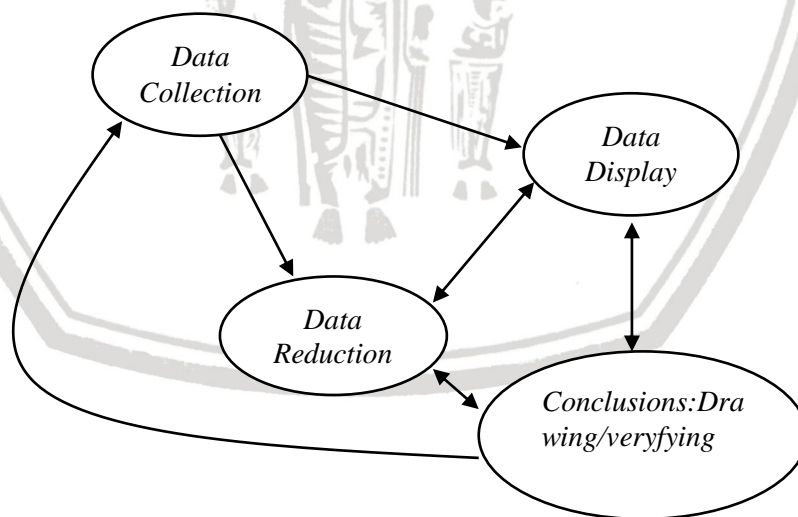 Data
Collection
Data
Display
Data
Reduction
Conclusions:Dra
wing/veryfying